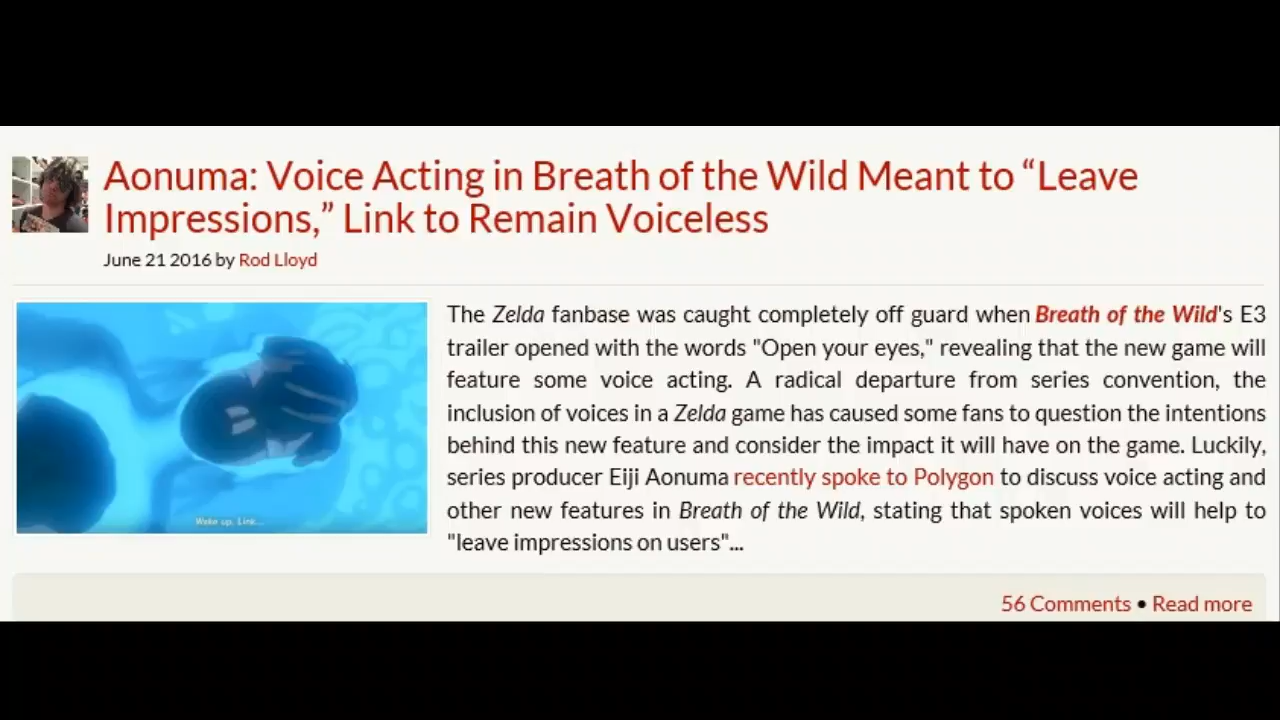 Aonuma: Voice Acting in Breath of the Wild Meant to “Leave
Impressions,” Link to Remain Voiceless
June 21 2016 by Rod Lloyd
The Zelda fanbase was caught completely off guard when Breath of the Wild's E3
trailer opened with the words "Open your eyes," revealing that the new game will
feature some voice acting. A radical departure from series convention, the
inclusion of voices in a Zelda game has caused some fans to question the intentions
behind this new feature and consider the impact it will have on the game. Luckily,
series producer Eiji Aonuma recently spoke to Polygon to discuss voice acting and
other new features in Breath of the Wild, stating that spoken voices will help to
"leave impressions on users"...
Wake up, Link...
56 Comments • Read more